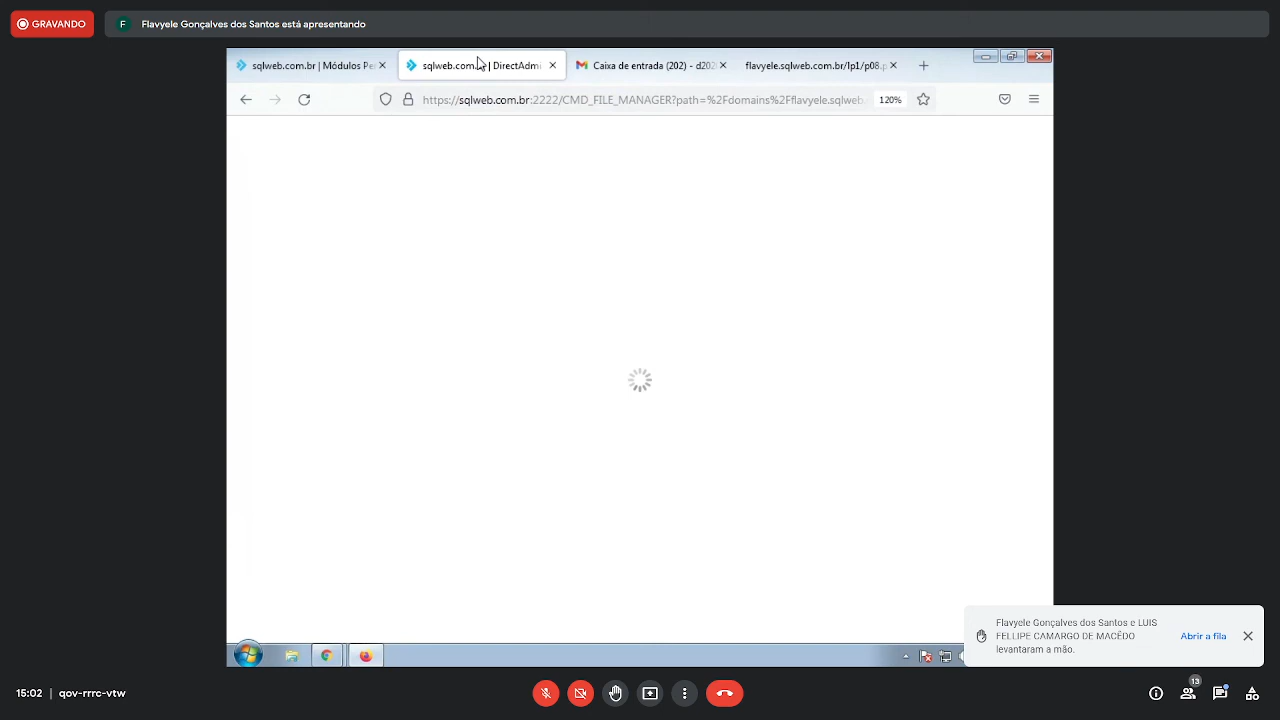 GRAVANDO
F Flavyele Gonçalves dos Santos está apresentando
sqlweb.com.br | Módulos Pe
sqlweb.com. | DirectAdmi
Caixa de entrada (202) - d202
flavyele.sqlweb.com.br/lp1/p08.p
https://sqlweb.com.br:2222/CMD_FILE_MANAGER?path=%2Fdomains%2Fflavyele.sqlweb.
120%
Flavyele Gonçalves dos Santos e LUIS
FELLIPE CAMARGO DE MACÊDO
levantaram a mão.
Abrir a fila
15:02 | qov-rrrc-vtw
13